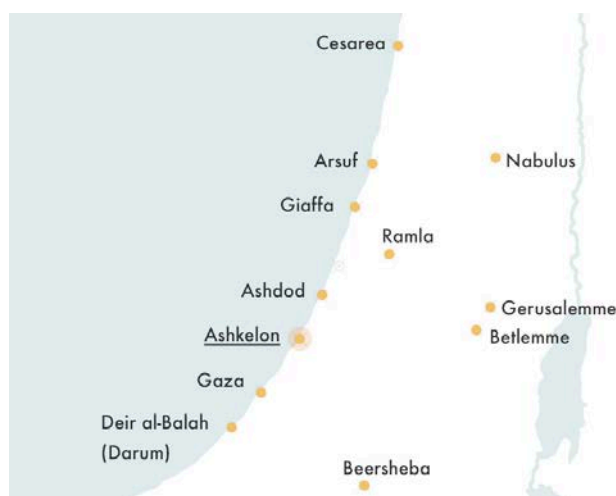 Cesarea
Arsuf
Nabulus
Giaffa
Ramla
Ashdod
Gerusalemme
Ashkelon
Betlemme
Gaza
Deir al-Balah
(Darum)
Beersheba